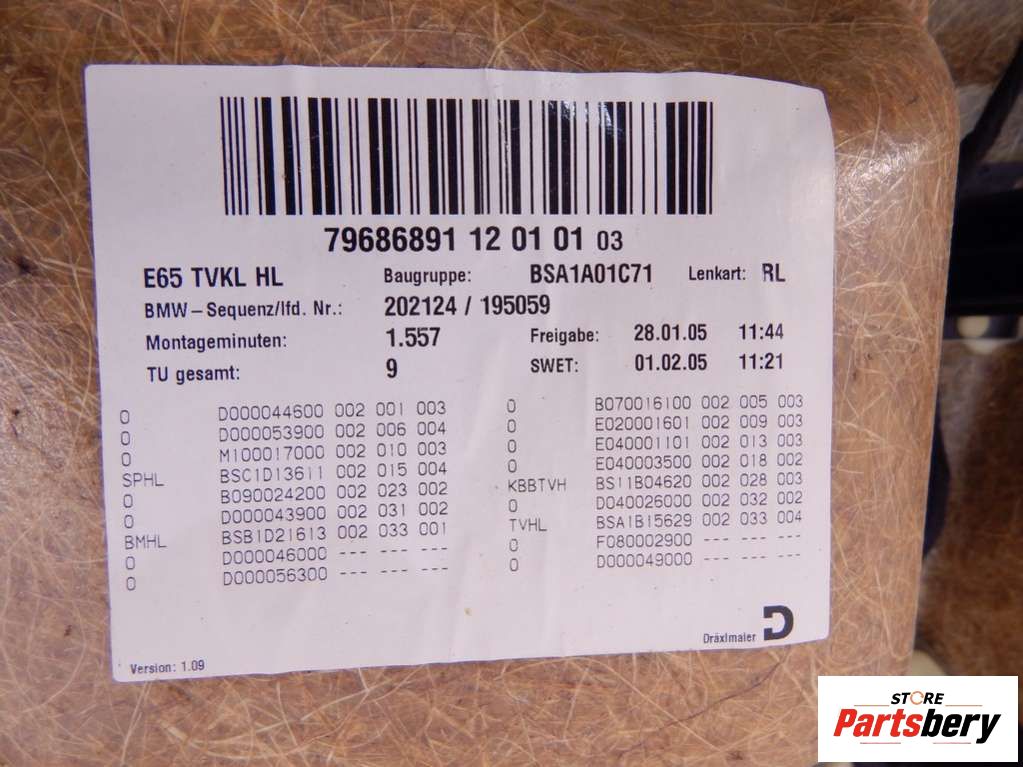 79686891 12 01 01 03
E65 TVKL HL Baugruppe: BSA1A01C71 Lenkart: RL
BMW-Sequenz/lfd. Nr.: 202124 / 195059
Montageminuten: 1.557 Freigabe: 28.01.05 11:44
TU gesamt: 9 SWET: 01.02.05 11:21
0 D000044600 002 001 003 0 B070016100 002 005 003
0 D000053900 002 006 004 0 E020001601 002 009 003
0 M100017000 002 010 003 0 E040001101 002 013 003
SPHL BSC1D13611 002 015 004 0 E040003500 002 018 002
0 B090024200 002 023 002 KBBTVH BS11B04620 002 028 003
0 D000043900 002 031 002 0 D040026000 002 032 002
BMHL BSB1D21613 002 033 001 TVHL BSA1B15629 002 033 004
0 D000046000 --- --- --- 0 F080002900 --- --- ---
0 D000056300 --- --- --- 0 D000049000 --- --- ---
Dräxlmaier D
Version: 1.09
STORE
Partsbery